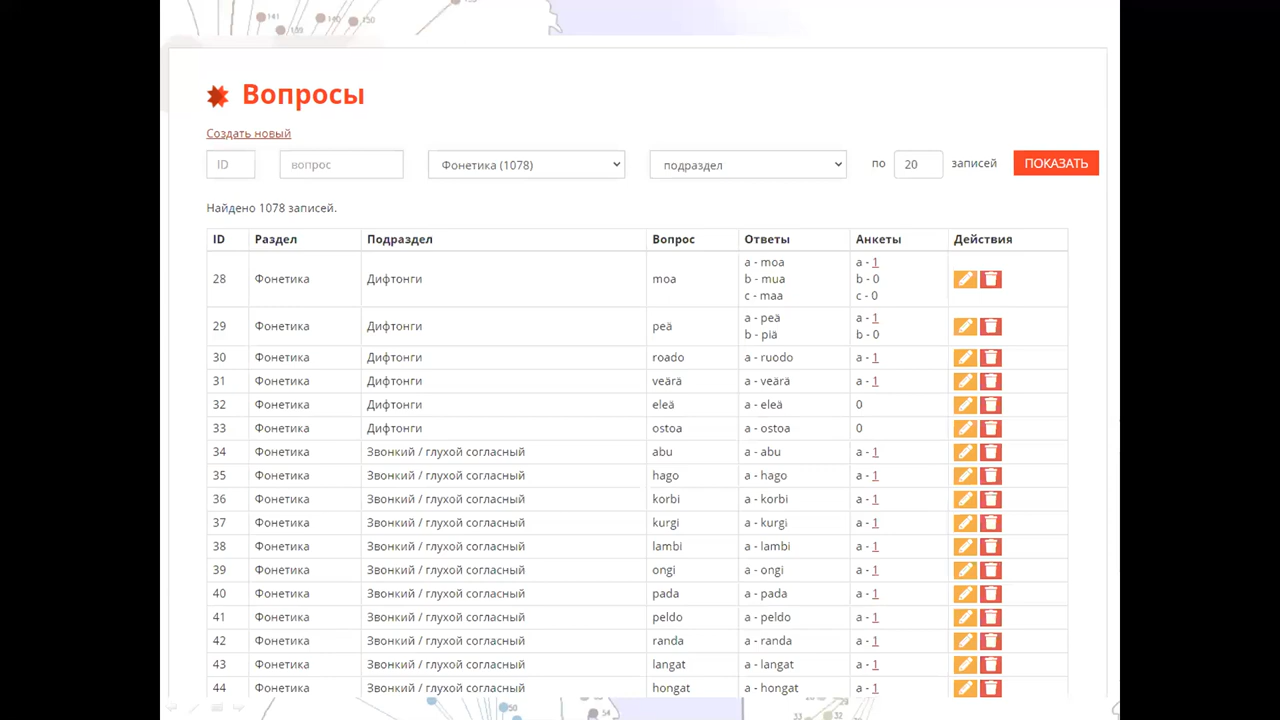 141 140 150
139
Вопросы
Создать новый
ID вопрос Фонетика (1078) подраздел по 20 записей ПОКАЗАТЬ
Найдено 1078 записей.
ID Раздел Подраздел Вопрос Ответы Анкеты Действия
28 Фонетика Дифтонги moa a - moa a - 1
b - mua b - 0
c - maa c - 0
29 Фонетика Дифтонги peä a - peä a - 1
b - piä b - 0
30 Фонетика Дифтонги roado a - ruodo a - 1
31 Фонетика Дифтонги veärä a - veärä a - 1
32 Фонетика Дифтонги eleä a - eleä 0
33 Фонетика Дифтонги ostoa a - ostoa 0
34 Фонетика Звонкий / глухой согласный abu a - abu a - 1
35 Фонетика Звонкий / глухой согласный hago a - hago a - 1
36 Фонетика Звонкий / глухой согласный korbi a - korbi a - 1
37 Фонетика Звонкий / глухой согласный kurgi a - kurgi a - 1
38 Фонетика Звонкий / глухой согласный lambi a - lambi a - 1
39 Фонетика Звонкий / глухой согласный ongi a - ongi a - 1
40 Фонетика Звонкий / глухой согласный pada a - pada a - 1
41 Фонетика Звонкий / глухой согласный peldo a - peldo a - 1
42 Фонетика Звонкий / глухой согласный randa a - randa a - 1
43 Фонетика Звонкий / глухой согласный langat a - langat a - 1
44 Фонетика Звонкий / глухой согласный hongat a - hongat a - 1
50 54 33 32